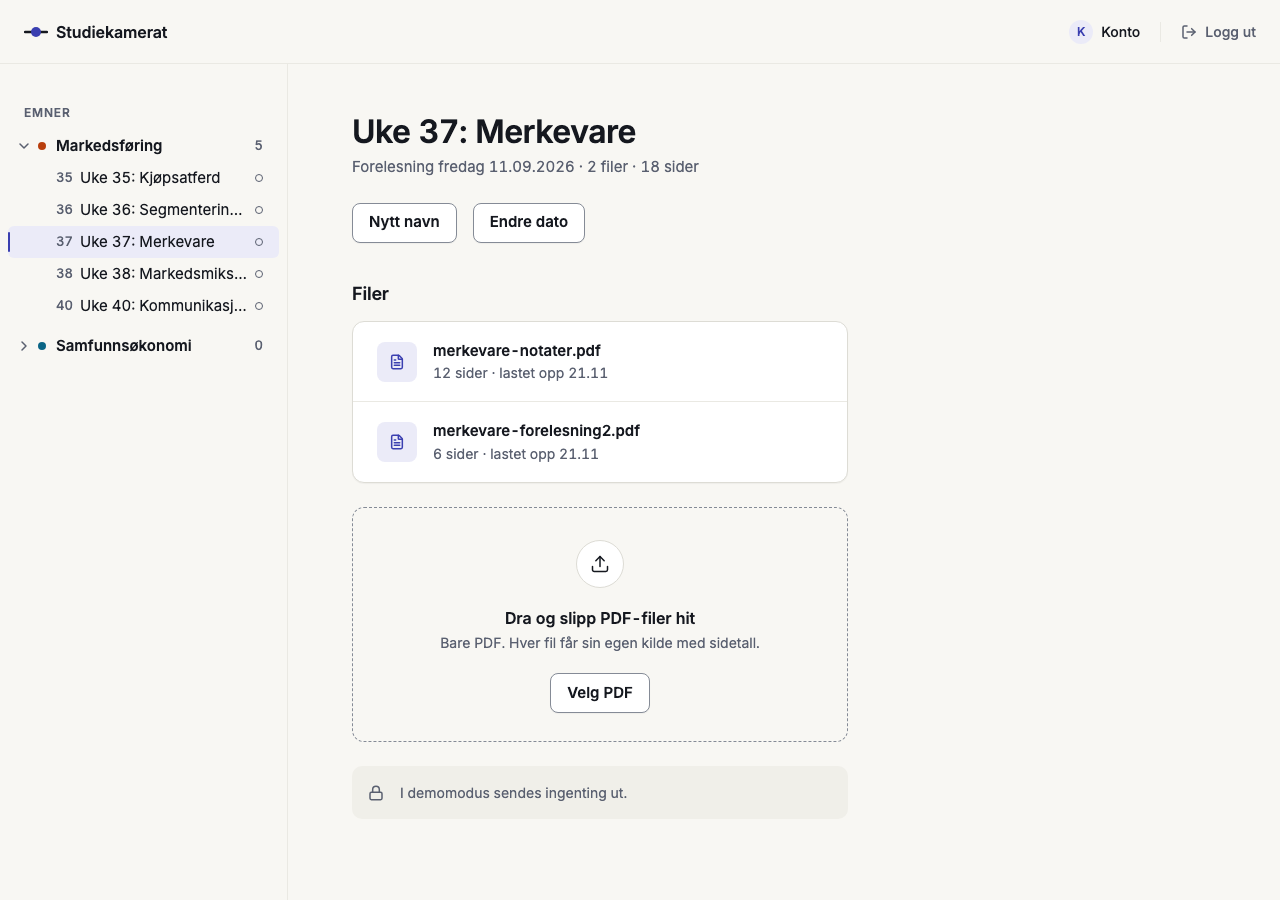 Studiekamerat
K Konto
Logg ut
EMNER
Markedsføring 5
35 Uke 35: Kjøpsatferd
36 Uke 36: Segmenterin...
37 Uke 37: Merkevare
38 Uke 38: Markedsmiks...
40 Uke 40: Kommunikasj...
Samfunnsøkonomi 0
Uke 37: Merkevare
Forelesning fredag 11.09.2026 · 2 filer · 18 sider
Nytt navn
Endre dato
Filer
merkevare-notater.pdf
12 sider · lastet opp 21.11
merkevare-forelesning2.pdf
6 sider · lastet opp 21.11
Dra og slipp PDF-filer hit
Bare PDF. Hver fil får sin egen kilde med sidetall.
Velg PDF
I demomodus sendes ingenting ut.